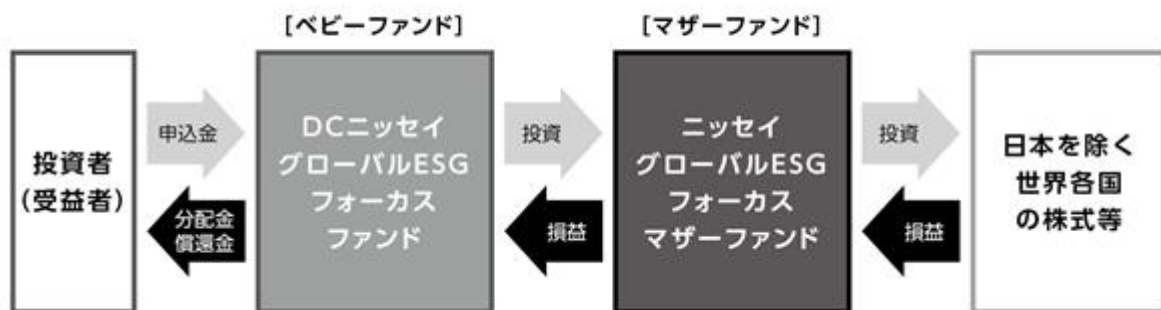 [ベビーファンド]
[マザーファンド]
投資者
(受益者)
申込金
分配金
償還金
DCニッセイ
グローバルESG
フォーカス
ファンド
投資
損益
ニッセイ
グローバルESG
フォーカス
マザーファンド
投資
損益
日本を除く
世界各国
の株式等